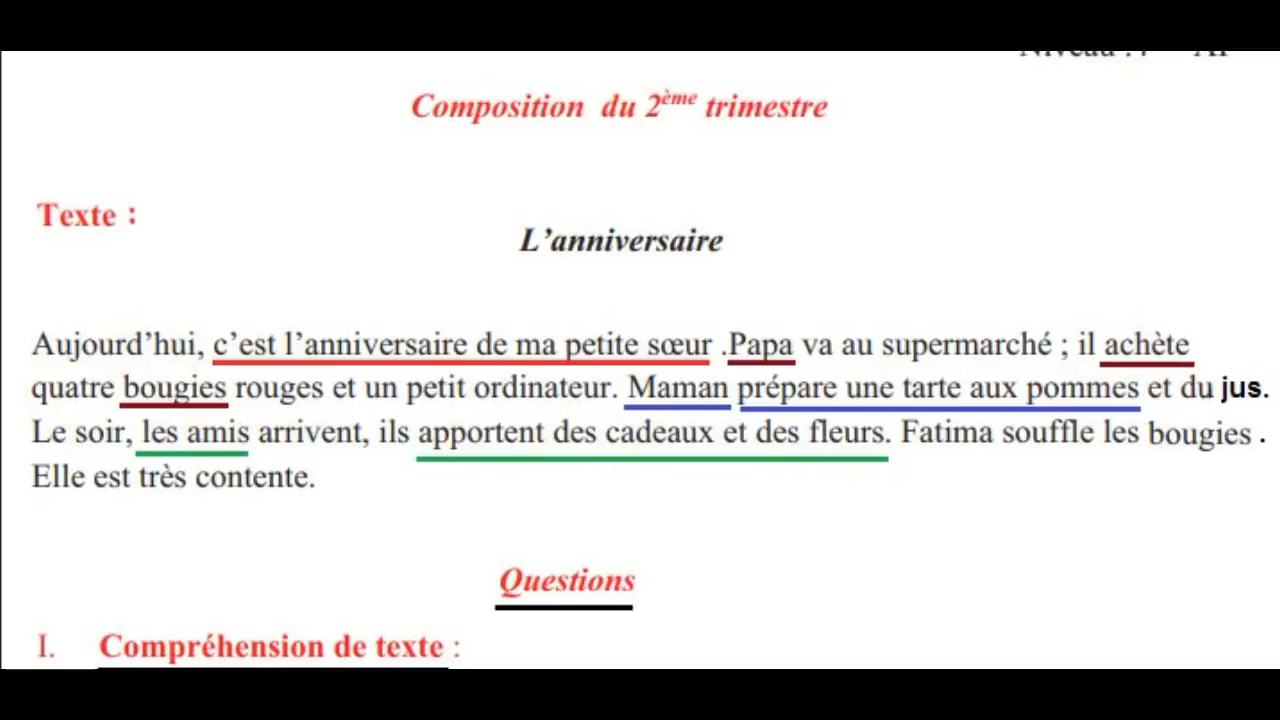 Composition du 2ème trimestre
Texte :
L’anniversaire
Aujourd’hui, c’est l’anniversaire de ma petite sœur .Papa va au supermarché ; il achète
quatre bougies rouges et un petit ordinateur. Maman prépare une tarte aux pommes et du jus.
Le soir, les amis arrivent, ils apportent des cadeaux et des fleurs. Fatima souffle les bougies .
Elle est très contente.
Questions
I. Compréhension de texte :